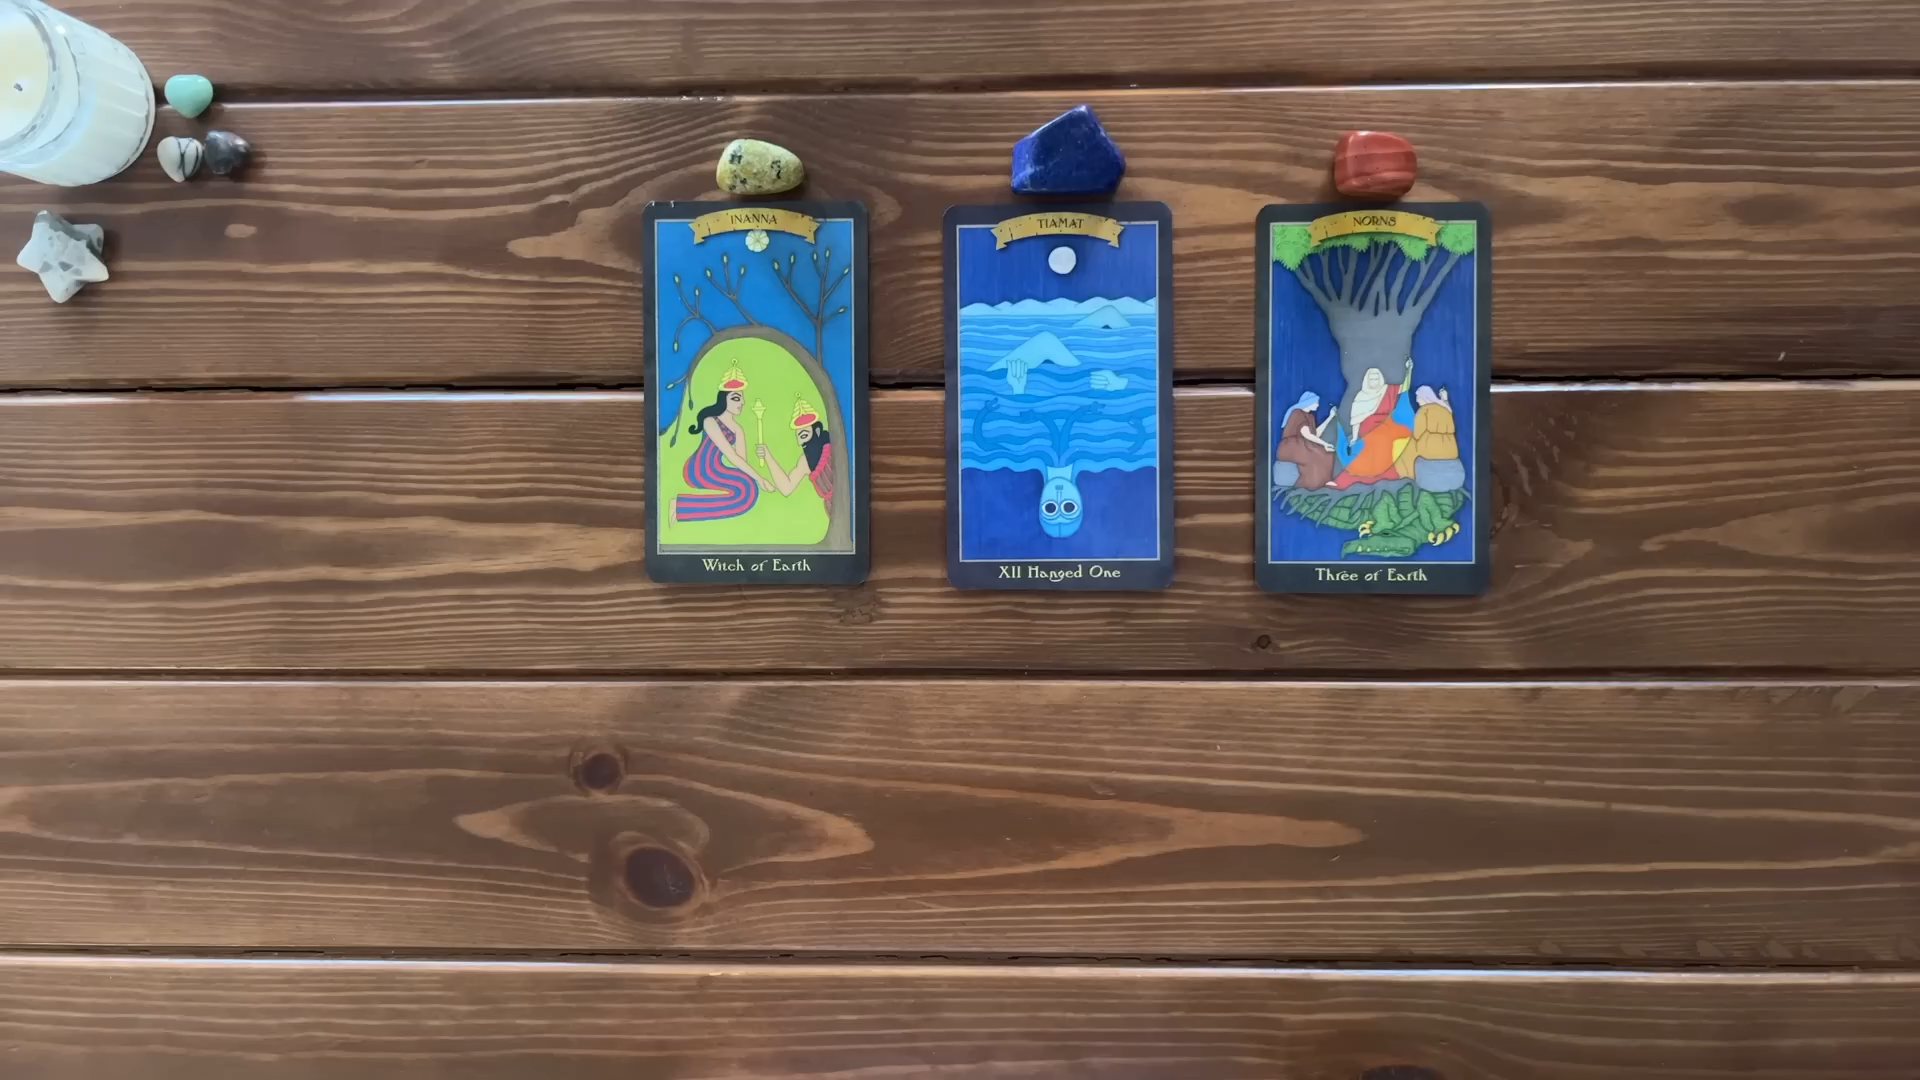 INANNA
Witch of Earth
TIAMAT
XII Hanged One
NORNS
Three of Earth